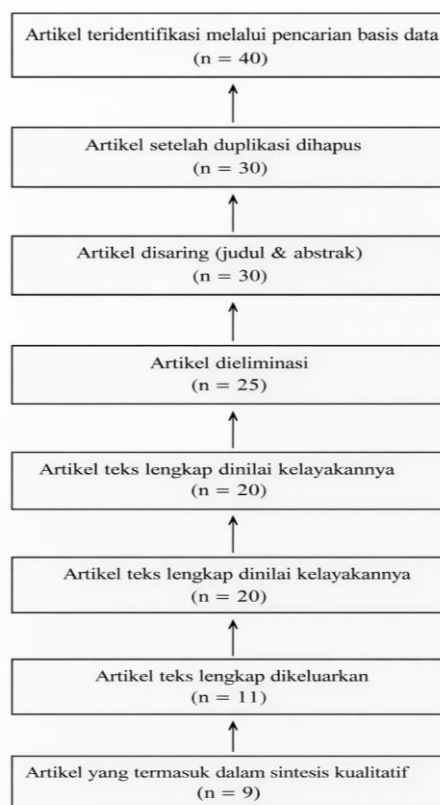 Artikel teridentifikasi melalui pencarian basis data
(n = 40)
Artikel setelah duplikasi dihapus
(n = 30)
Artikel disaring (judul & abstrak)
(n = 30)
Artikel dieliminasi
(n = 25)
Artikel teks lengkap dinilai kelayakannya
(n = 20)
Artikel teks lengkap dinilai kelayakannya
(n = 20)
Artikel teks lengkap dikeluarkan
(n = 11)
Artikel yang termasuk dalam sintesis kualitatif
(n = 9)